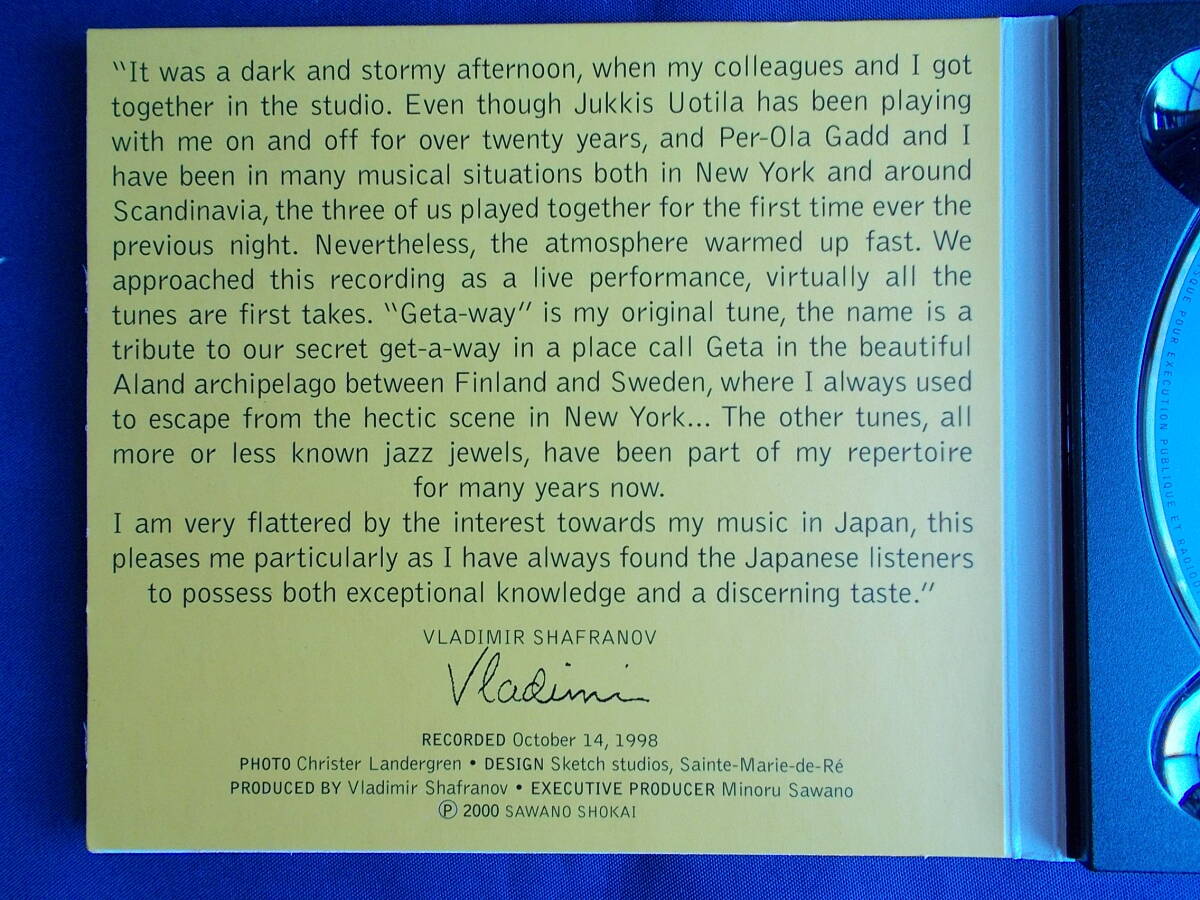 "It was a dark and stormy afternoon, when my colleagues and I got
together in the studio. Even though Jukkis Uotila has been playing
with me on and off for over twenty years, and Per-Ola Gadd and I
have been in many musical situations both in New York and around
Scandinavia, the three of us played together for the first time ever the
previous night. Nevertheless, the atmosphere warmed up fast. We
approached this recording as a live performance, virtually all the
tunes are first takes. "Geta-way" is my original tune, the name is a
tribute to our secret get-a-way in a place call Geta in the beautiful
Aland archipelago between Finland and Sweden, where I always used
to escape from the hectic scene in New York... The other tunes, all
more or less known jazz jewels, have been part of my repertoire
for many years now.
I am very flattered by the interest towards my music in Japan, this
pleases me particularly as I have always found the Japanese listeners
to possess both exceptional knowledge and a discerning taste."
VLADIMIR SHAFRANOV
Vladimi
RECORDED October 14, 1998
PHOTO Christer Landergren • DESIGN Sketch studios, Sainte-Marie-de-Ré
PRODUCED BY Vladimir Shafranov • EXECUTIVE PRODUCER Minoru Sawano
℗ 2000 SAWANO SHOKAI
QUE POUR EXECUTION PUBLIQUE ET RADIO